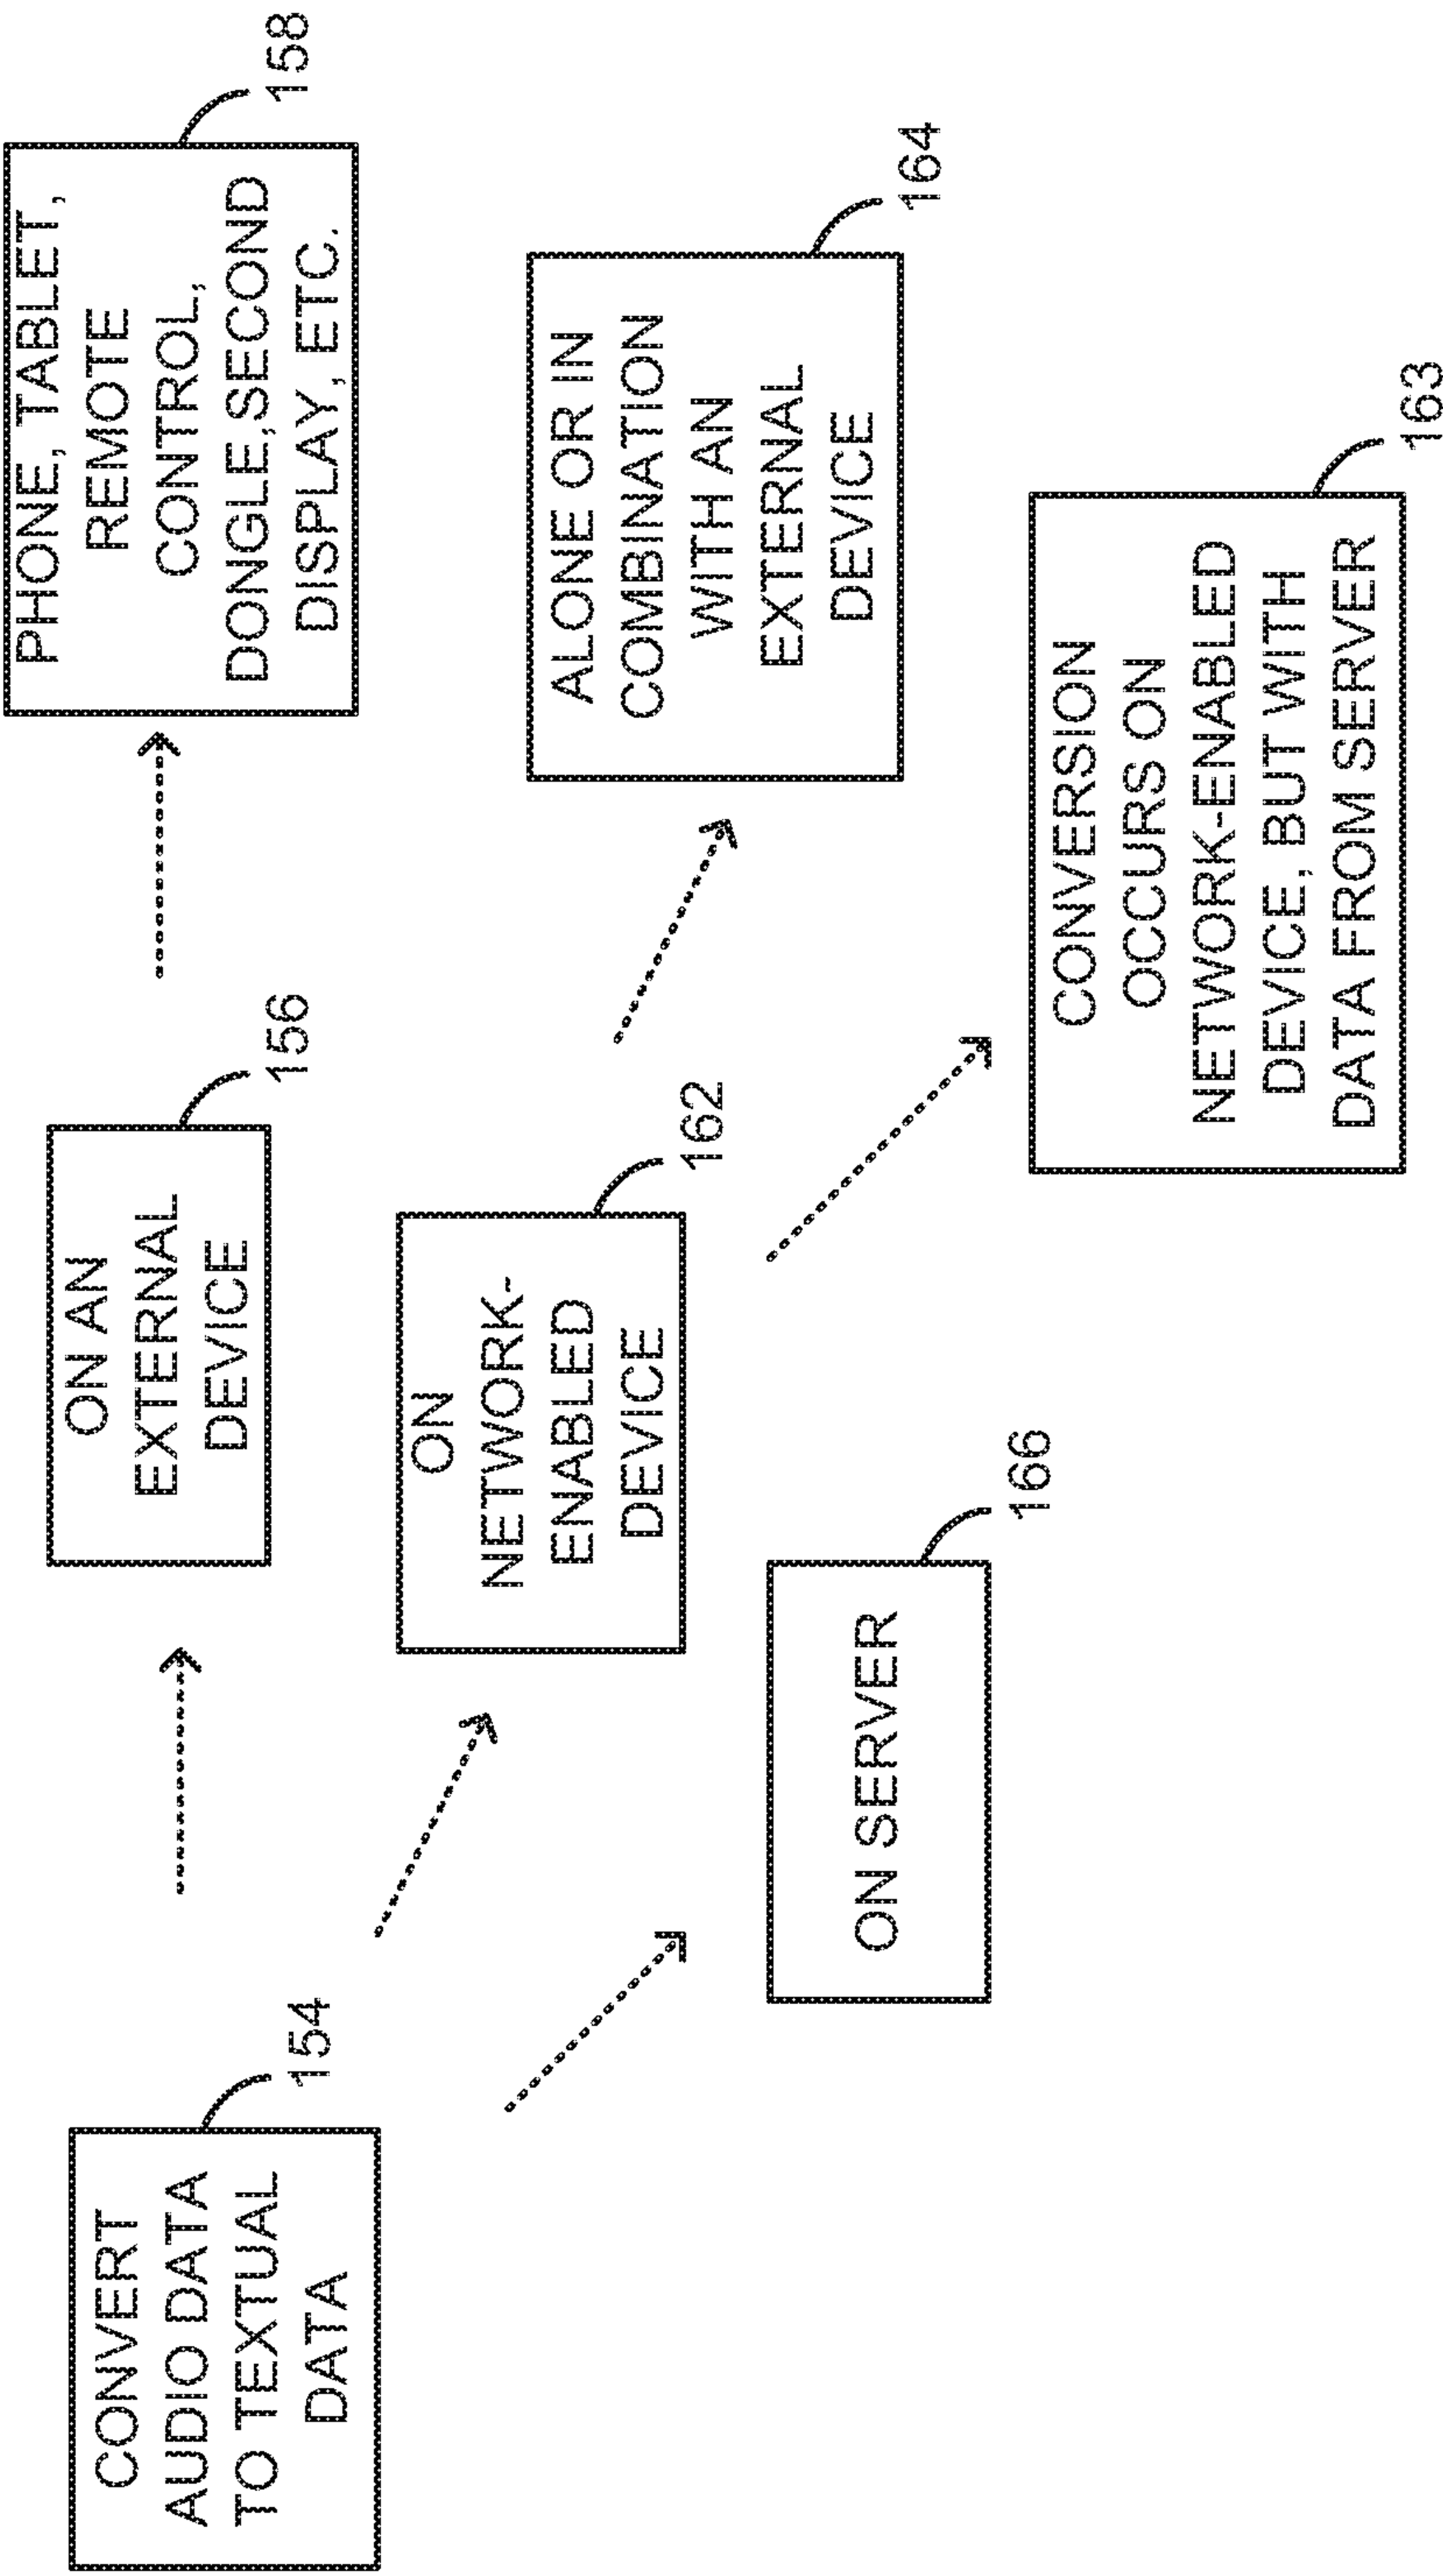 CONVERT
AUDIO DATA
TO TEXTUAL
DATA
154
ON AN
EXTERNAL
DEVICE
156
PHONE, TABLET,
REMOTE
CONTROL,
DONGLE,SECOND
DISPLAY, ETC.
158
ON
NETWORK-
ENABLED
DEVICE
162
ALONE OR IN
COMBINATION
WITH AN
EXTERNAL
DEVICE
164
ON SERVER
166
CONVERSION
OCCURS ON
NETWORK-ENABLED
DEVICE, BUT WITH
DATA FROM SERVER
163